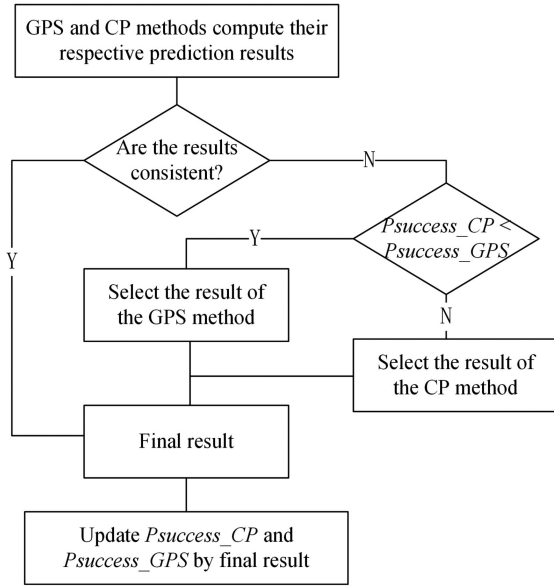 GPS and CP methods compute their
respective prediction results
Are the results
consistent?
N
Psuccess_CP <
Psuccess_GPS
Y
Y
Select the result of
the GPS method
N
Select the result of
the CP method
Final result
Update Psuccess_CP and
Psuccess_GPS by final result